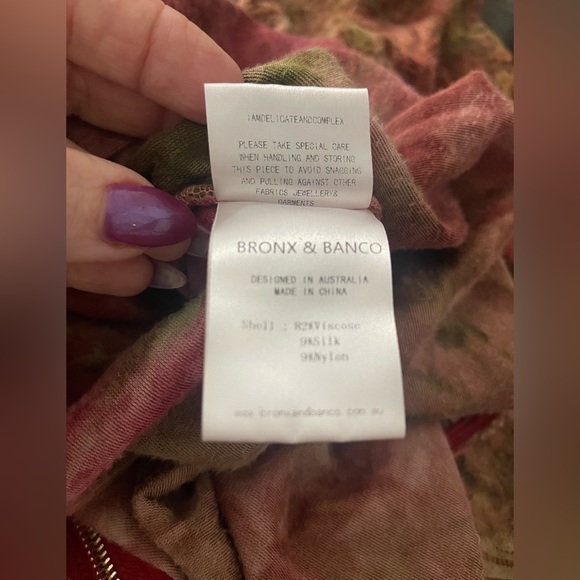 IAMDELICATEANDCOMPLEX
PLEASE TAKE SPECIAL CARE
WHEN HANDLING AND STORING
THIS PIECE TO AVOID SNAGGING
AND PULLING AGAINST OTHER
FABRICS, JEWELLERY&
GARMENTS
BRONX & BANCO
DESIGNED IN AUSTRALIA
MADE IN CHINA
Shell : 82%Viscose
9%Silk
9%Nylon
www.bronxandbanco.com.au